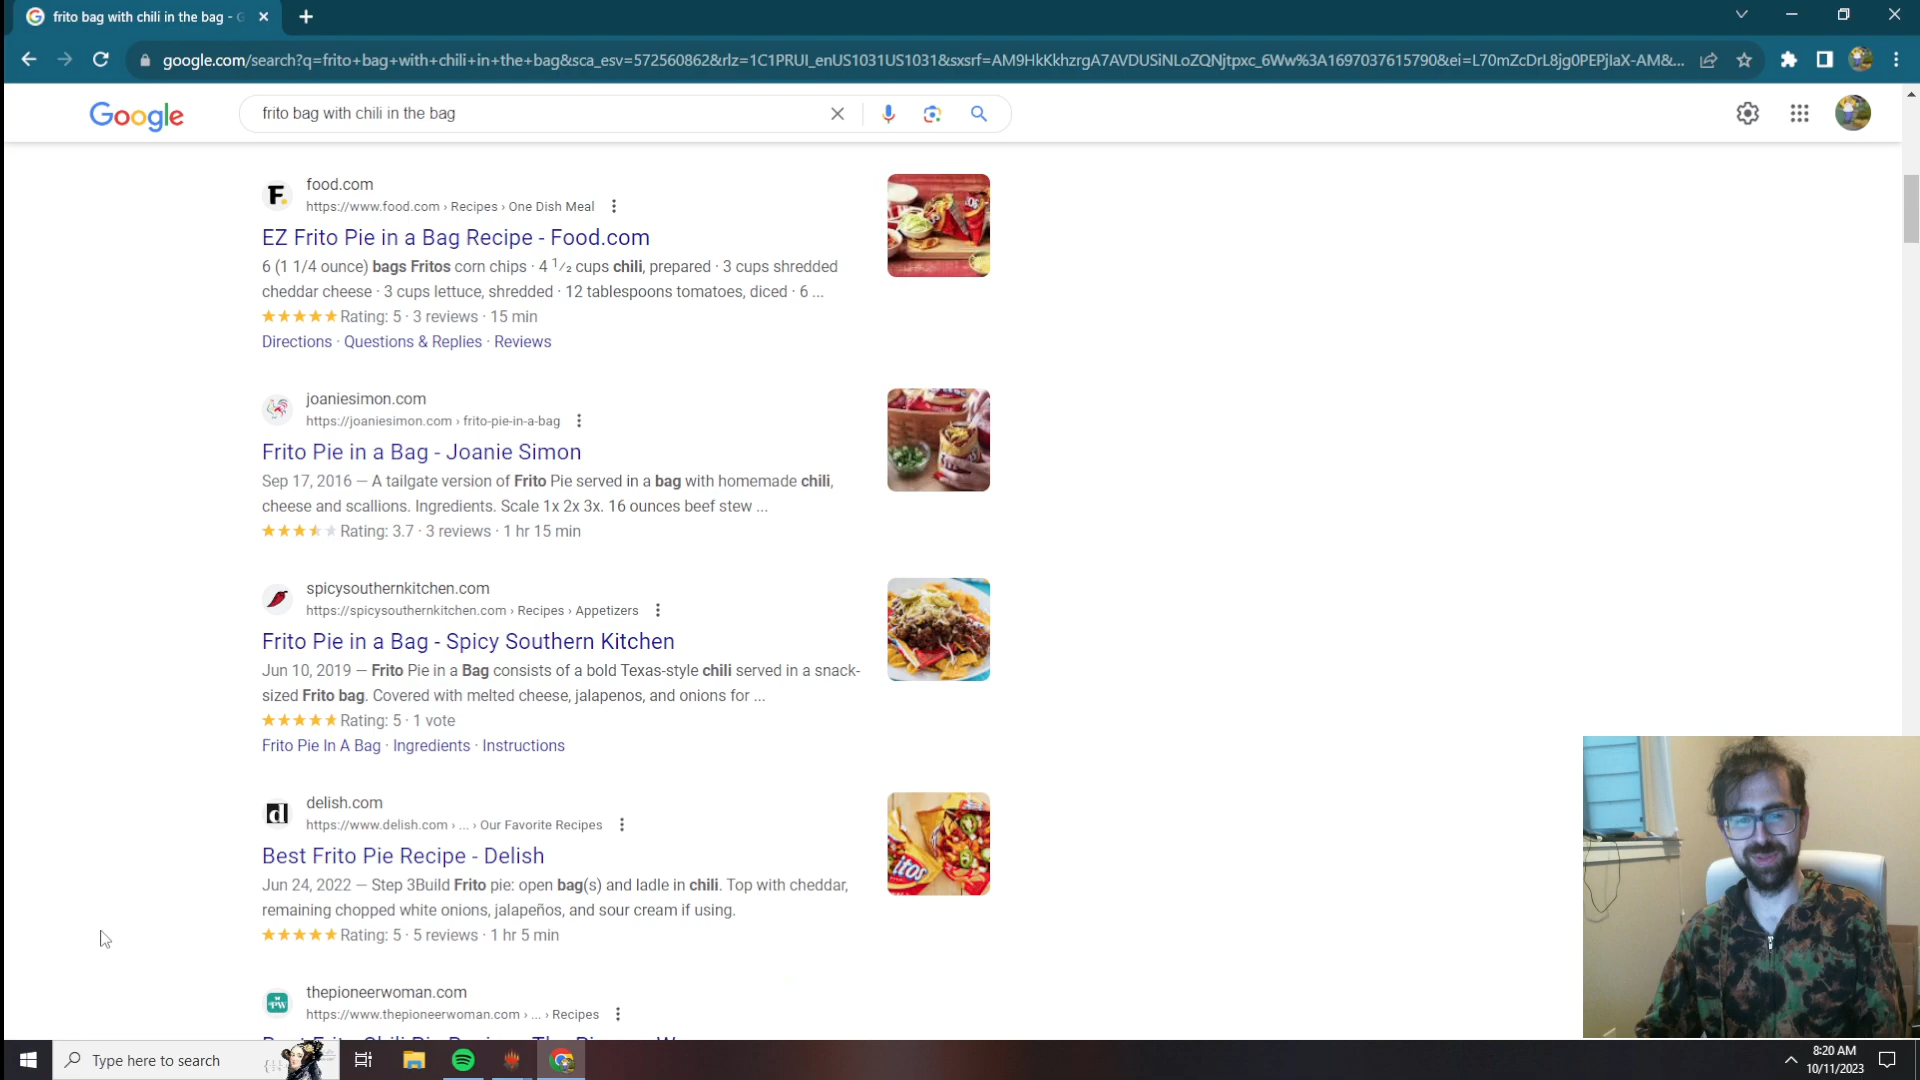 frito bag with chili in the bag - G
google.com/search?q=frito+bag+with+chili+in+the+bag&sca_esv=572560862&rlz=1C1PRUI_enUS1031US1031&sxsrf=AM9HkKkhzrgA7AVDUSiNLoZQNjtpxc_6Ww%3A1697037615790&ei=L70mZcDrL8jg0PEPjIaX-AM&...
Google
frito bag with chili in the bag
food.com
https://www.food.com › Recipes › One Dish Meal
EZ Frito Pie in a Bag Recipe - Food.com
6 (1 1/4 ounce) bags Fritos corn chips · 4 1⁄2 cups chili, prepared · 3 cups shredded
cheddar cheese · 3 cups lettuce, shredded · 12 tablespoons tomatoes, diced · 6 ...
Rating: 5 · 3 reviews · 15 min
Directions · Questions & Replies · Reviews
joaniesimon.com
https://joaniesimon.com › frito-pie-in-a-bag
Frito Pie in a Bag - Joanie Simon
Sep 17, 2016 — A tailgate version of Frito Pie served in a bag with homemade chili,
cheese and scallions. Ingredients. Scale 1x 2x 3x. 16 ounces beef stew ...
Rating: 3.7 · 3 reviews · 1 hr 15 min
spicysouthernkitchen.com
https://spicysouthernkitchen.com › Recipes › Appetizers
Frito Pie in a Bag - Spicy Southern Kitchen
Jun 10, 2019 — Frito Pie in a Bag consists of a bold Texas-style chili served in a snack-
sized Frito bag. Covered with melted cheese, jalapenos, and onions for ...
Rating: 5 · 1 vote
Frito Pie In A Bag · Ingredients · Instructions
delish.com
https://www.delish.com › ... › Our Favorite Recipes
Best Frito Pie Recipe - Delish
Jun 24, 2022 — Step 3Build Frito pie: open bag(s) and ladle in chili. Top with cheddar,
remaining chopped white onions, jalapeños, and sour cream if using.
Rating: 5 · 5 reviews · 1 hr 5 min
thepioneerwoman.com
https://www.thepioneerwoman.com › ... › Recipes
Type here to search
8:20 AM
10/11/2023